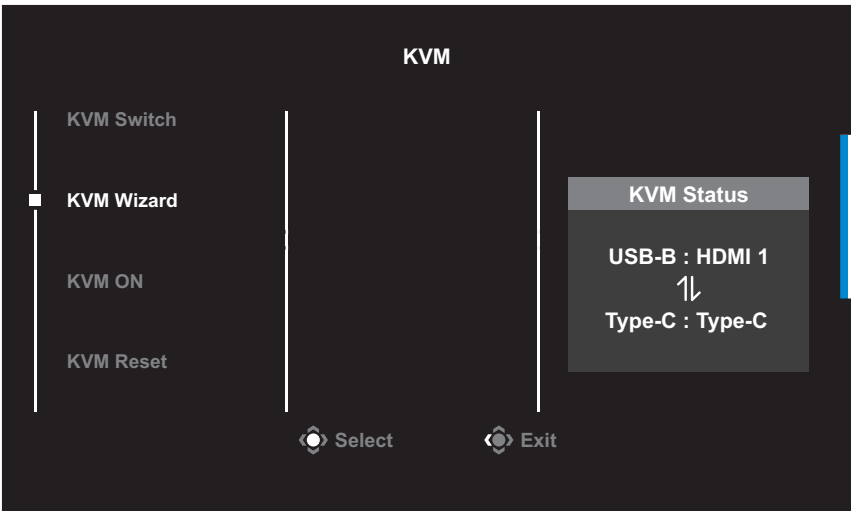 KVM
KVM Switch
KVM Wizard
KVM ON
KVM Reset
KVM Status
USB-B : HDMI 1
Type-C : Type-C
Select
Exit